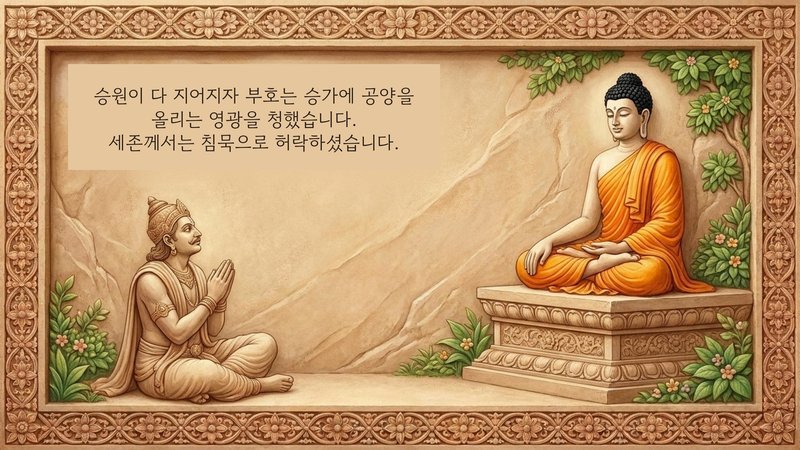 승원이 다 지어지자 부호는 승가에 공양을
올리는 영광을 청했습니다.
세존께서는 침묵으로 허락하셨습니다.